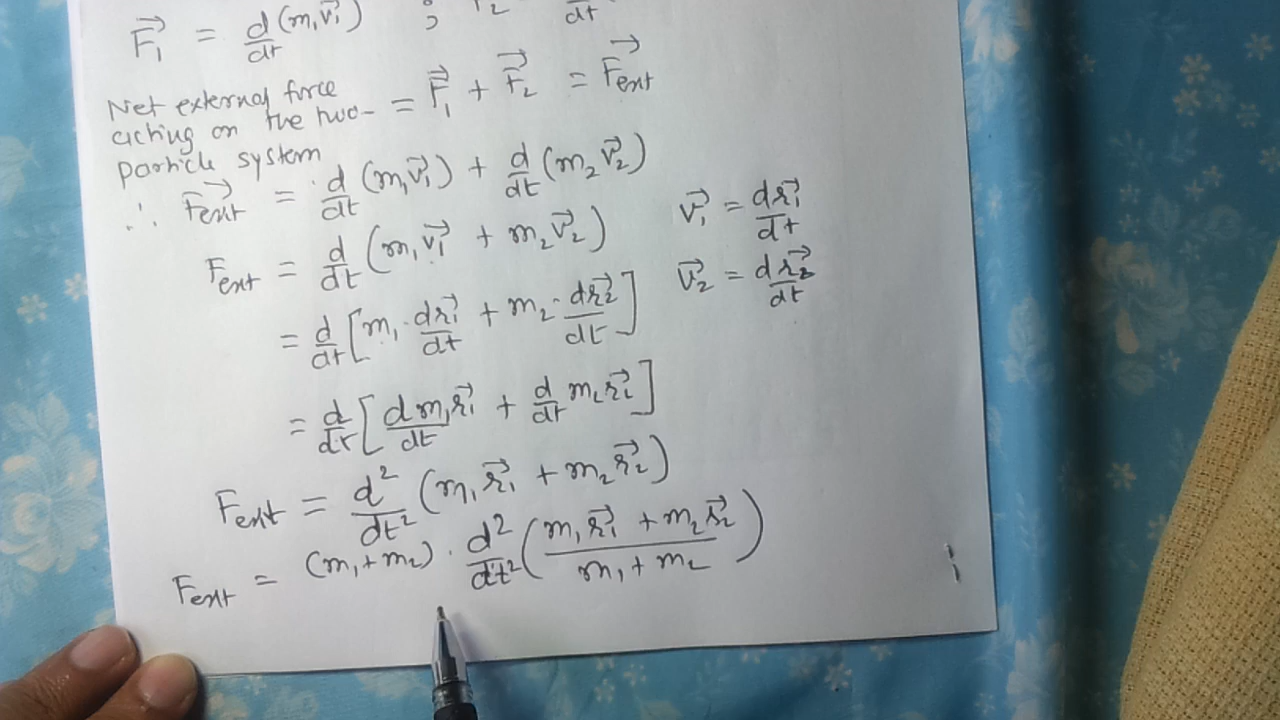 F₁⃗ = d/dt (m₁v₁⃗) ; F₂ d/dt
Net external force
acting on the two- = F₁⃗ + F₂⃗ = Fext⃗
particle system
∴ Fext⃗ = d/dt (m₁v₁⃗) + d/dt (m₂v₂⃗)
Fext = d/dt (m₁v₁⃗ + m₂v₂⃗) v₁⃗ = dr₁⃗/dt
= d/dt [m₁ · dr₁⃗/dt + m₂ · dr₂⃗/dt] v₂⃗ = dr₂⃗/dt
= d/dt [d m₁r₁⃗/dt + d/dt m₂r₂⃗]
Fext = d²/dt² (m₁r₁⃗ + m₂r₂⃗)
Fext = (m₁+m₂) · d²/dt² (m₁r₁⃗ + m₂r₂⃗ / m₁ + m₂)